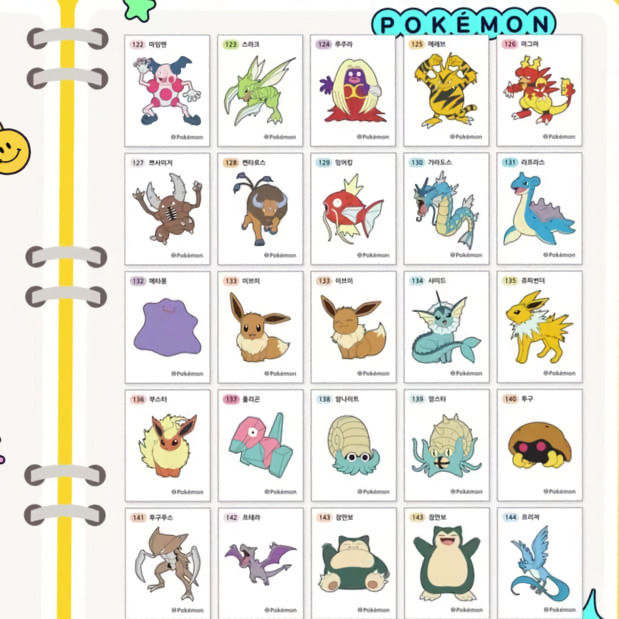 POKÉMON
122 마임맨
123 스라크
124 루주라
125 에레브
126 마그마
Pokémon
Pokémon
Pokémon
Pokémon
Pokémon
127 쁘사이저
128 켄타로스
129 잉어킹
130 갸라도스
131 라프라스
Pokémon
Pokémon
Pokémon
Pokémon
Pokémon
132 메타몽
133 이브이
133 이브이
134 샤미드
135 쥬피썬더
Pokémon
Pokémon
Pokémon
Pokémon
Pokémon
136 부스터
137 폴리곤
138 암나이트
139 암스타
140 투구
Pokémon
Pokémon
Pokémon
Pokémon
Pokémon
141 투구푸스
142 프테라
143 잠만보
143 잠만보
144 프리져
Pokémon
Pokémon
Pokémon
Pokémon
Pokémon